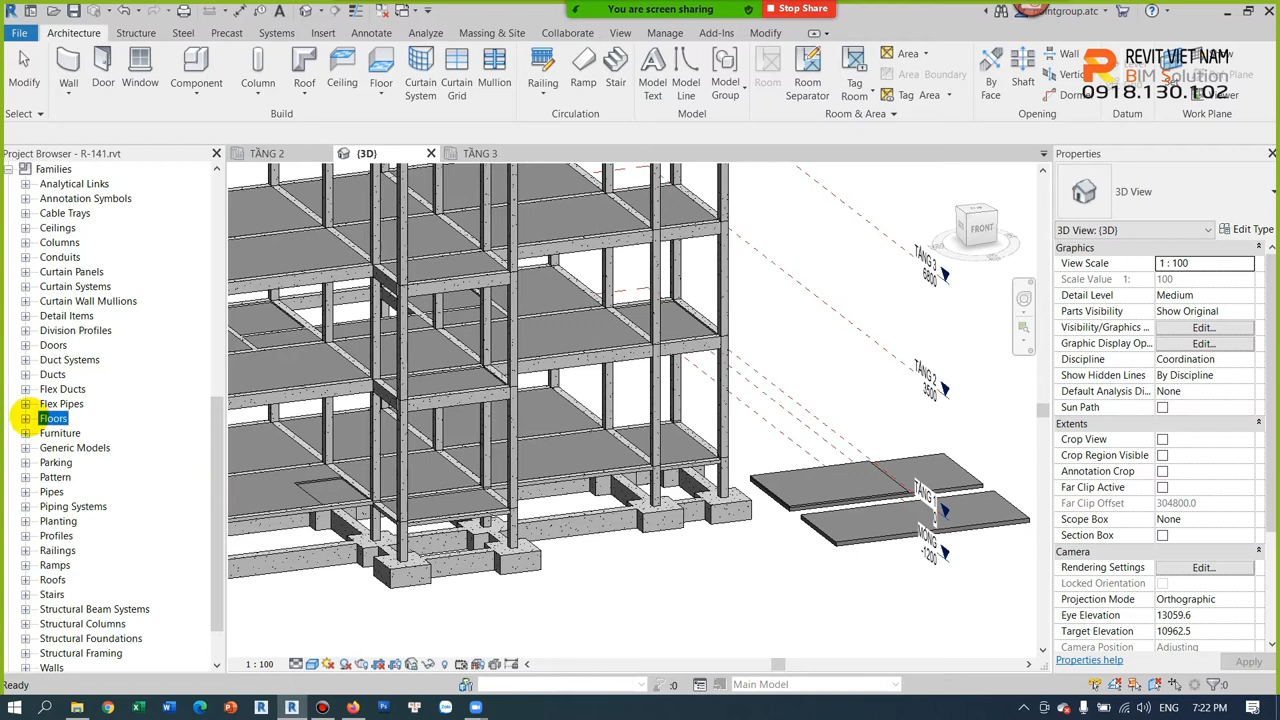 You are screen sharing
Stop Share
File
Architecture
Structure
Steel
Precast
Systems
Insert
Annotate
Analyze
Massing & Site
Collaborate
View
Manage
Add-Ins
Modify
Modify
Wall
Door
Window
Component
Column
Roof
Ceiling
Floor
Curtain System
Curtain Grid
Mullion
Railing
Ramp
Stair
Model Text
Model Line
Model Group
Room
Room Separator
Tag Room
Area
Area Boundary
Tag Area
By Face
Shaft
Wall
REVIT VIET NAM
BIM Solution
0918.130.102
Select
Build
Circulation
Model
Room & Area
Opening
Datum
Work Plane
Project Browser - R-141.rvt
TẦNG 2
{3D}
TẦNG 3
Properties
Families
Analytical Links
Annotation Symbols
Cable Trays
Ceilings
Columns
Conduits
Curtain Panels
Curtain Systems
Curtain Wall Mullions
Detail Items
Division Profiles
Doors
Duct Systems
Ducts
Flex Ducts
Flex Pipes
Floors
Furniture
Generic Models
Parking
Pattern
Pipes
Piping Systems
Planting
Profiles
Railings
Ramps
Roofs
Stairs
Structural Beam Systems
Structural Columns
Structural Foundations
Structural Framing
Walls
FRONT
TẦNG 3
6800
TẦNG 2
3500
TẦNG 1
0
MÓNG
-1200
3D View
3D View: {3D}
Edit Type
Graphics
View Scale
1 : 100
Scale Value 1:
100
Detail Level
Medium
Parts Visibility
Show Original
Visibility/Graphics ...
Edit...
Graphic Display Op...
Edit...
Discipline
Coordination
Show Hidden Lines
By Discipline
Default Analysis Di...
None
Sun Path
Extents
Crop View
Crop Region Visible
Annotation Crop
Far Clip Active
Far Clip Offset
304800.0
Scope Box
None
Section Box
Camera
Rendering Settings
Edit...
Locked Orientation
Projection Mode
Orthographic
Eye Elevation
13059.6
Target Elevation
10962.5
Camera Position
Adjusting
Properties help
Apply
1 : 100
Ready
:0
Main Model
:0
ENG
7:22 PM